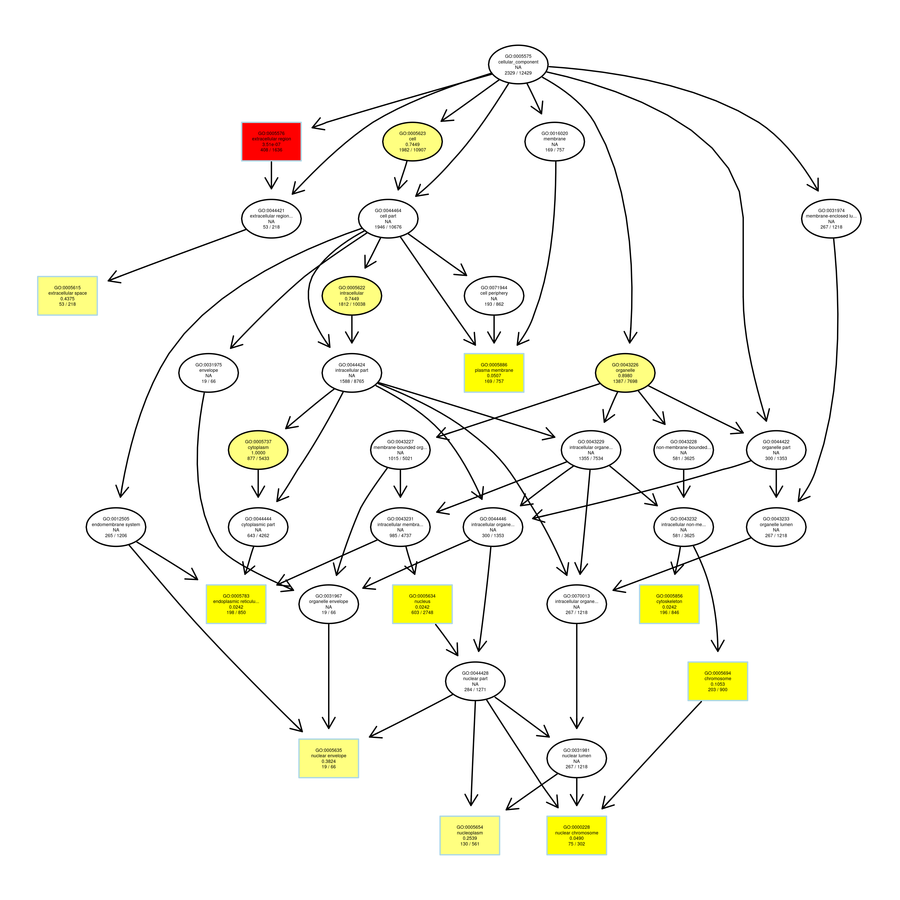 GO:0005575
cellular_component
NA
2329 / 12429
GO:0005623
cell
0.7449
1982 / 10907
GO:0016020
membrane
NA
169 / 757
GO:0044421
extracellular region...
NA
53 / 218
GO:0044464
cell part
NA
1946 / 10676
GO:0031974
membrane-enclosed lu...
NA
267 / 1218
GO:0005615
extracellular space
0.4375
53 / 218
GO:0005622
intracellular
0.7449
1812 / 10038
GO:0071944
cell periphery
NA
193 / 862
GO:0031975
envelope
NA
19 / 66
GO:0044424
intracellular part
NA
1588 / 8765
GO:0005886
plasma membrane
0.0507
169 / 757
GO:0043226
organelle
0.8980
1387 / 7698
GO:0005737
cytoplasm
1.0000
877 / 5433
GO:0043227
membrane-bounded org...
NA
1015 / 5021
GO:0043229
intracellular organe...
NA
1355 / 7534
GO:0043228
non-membrane-bounded...
NA
581 / 3625
GO:0044422
organelle part
NA
300 / 1353
GO:0012505
endomembrane system
NA
265 / 1206
GO:0044444
cytoplasmic part
NA
643 / 4262
GO:0043231
intracellular membra...
NA
985 / 4737
GO:0044446
intracellular organe...
NA
300 / 1353
GO:0043232
intracellular non-me...
NA
581 / 3625
GO:0043233
organelle lumen
NA
267 / 1218
GO:0005783
endoplasmic reticulu...
0.0242
198 / 850
GO:0031967
organelle envelope
NA
19 / 66
GO:0005634
nucleus
0.0242
603 / 2748
GO:0070013
intracellular organe...
NA
267 / 1218
GO:0005856
cytoskeleton
0.0242
196 / 846
GO:0044428
nuclear part
NA
284 / 1271
GO:0005694
chromosome
0.1053
203 / 900
GO:0005635
nuclear envelope
0.3824
19 / 66
GO:0031981
nuclear lumen
NA
267 / 1218
GO:0005654
nucleoplasm
0.2539
130 / 561
GO:0000228
nuclear chromosome
0.0490
75 / 302